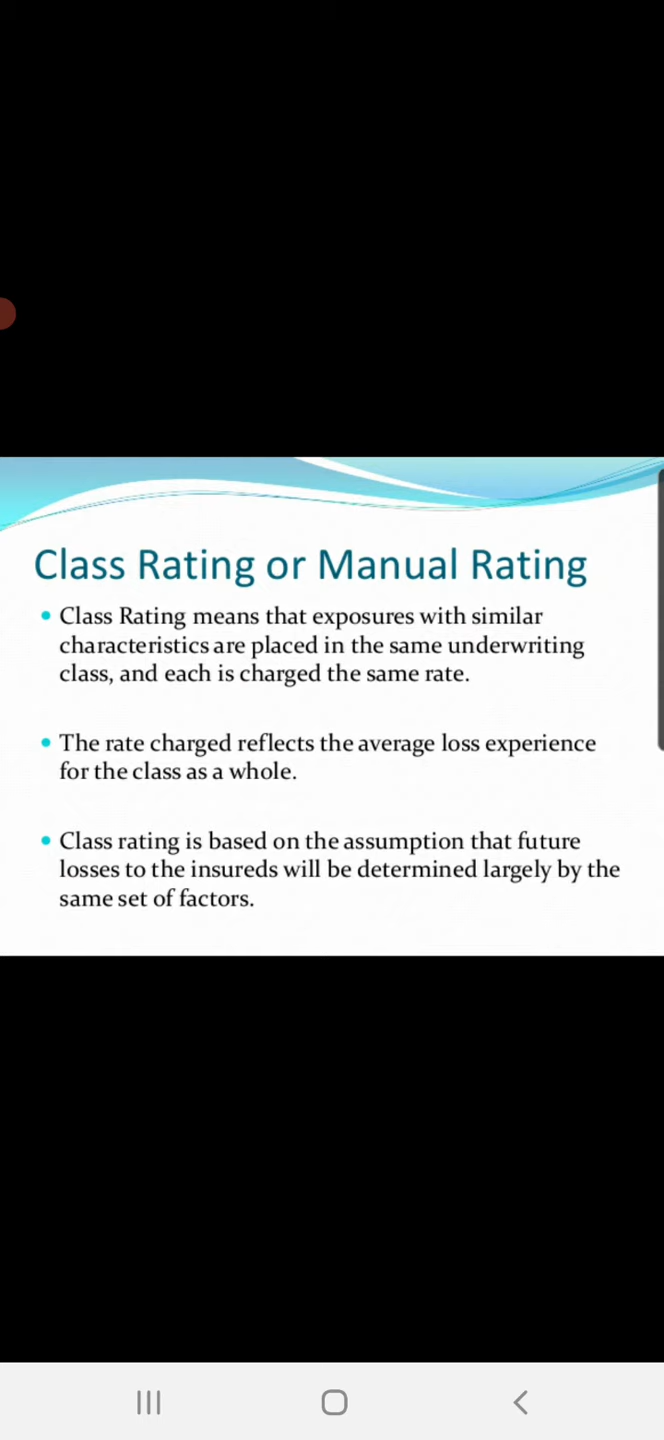 Class Rating or Manual Rating
• Class Rating means that exposures with similar
characteristics are placed in the same underwriting
class, and each is charged the same rate.
• The rate charged reflects the average loss experience
for the class as a whole.
• Class rating is based on the assumption that future
losses to the insureds will be determined largely by the
same set of factors.